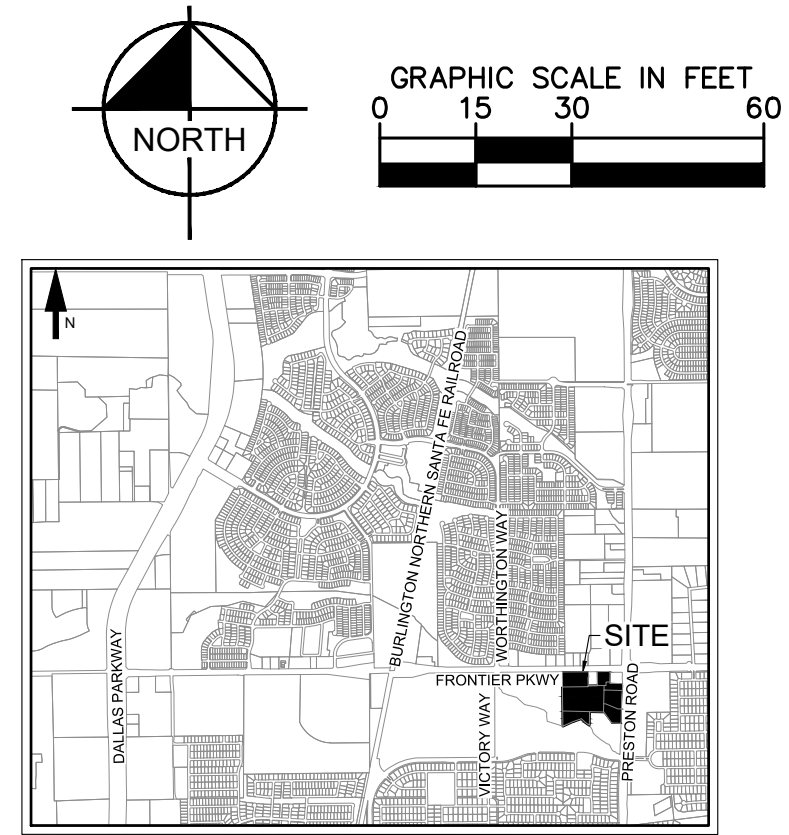 NORTH
GRAPHIC SCALE IN FEET
0 15 30 60
N
BURLINGTON NORTHERN SANTA FE RAILROAD
WORTHINGTON WAY
SITE
FRONTIER PKWY
DALLAS PARKWAY
VICTORY WAY
PRESTON ROAD